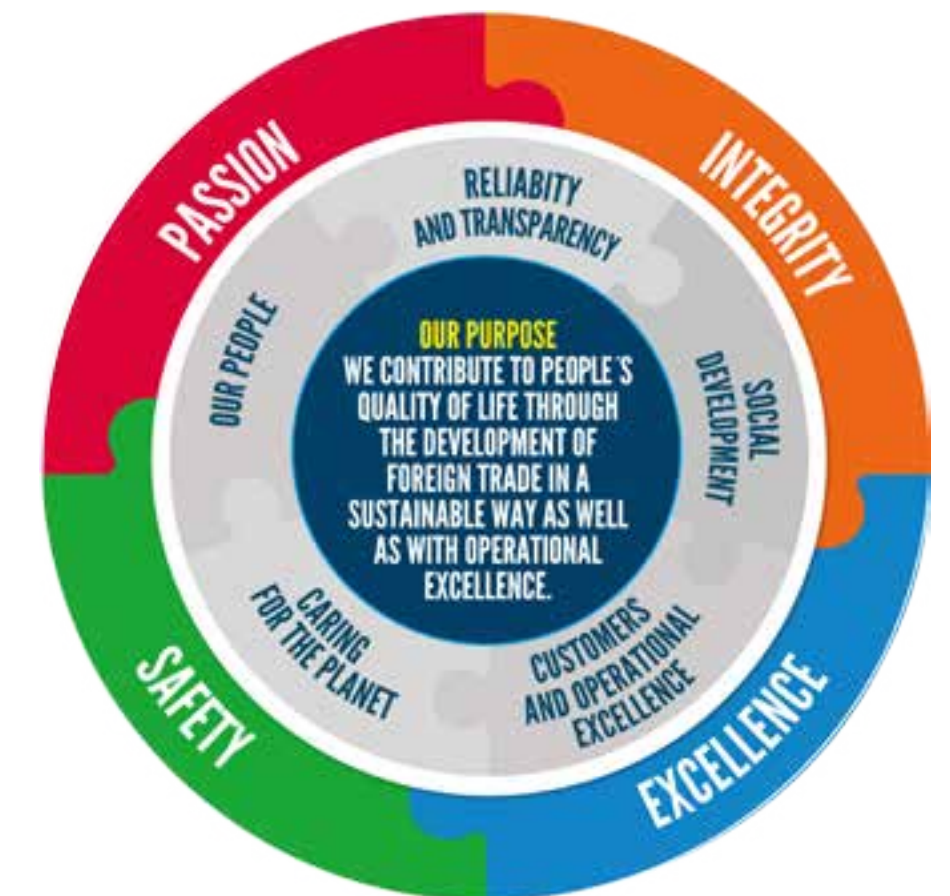 PASSION
INTEGRITY
EXCELLENCE
SAFETY
RELIABITY
AND TRANSPARENCY
SOCIAL
DEVELOPMENT
CUSTOMERS
AND OPERATIONAL
EXCELLENCE
CARING
FOR THE PLANET
OUR PEOPLE
OUR PURPOSE
WE CONTRIBUTE TO PEOPLE´S
QUALITY OF LIFE THROUGH
THE DEVELOPMENT OF
FOREIGN TRADE IN A
SUSTAINABLE WAY AS WELL
AS WITH OPERATIONAL
EXCELLENCE.